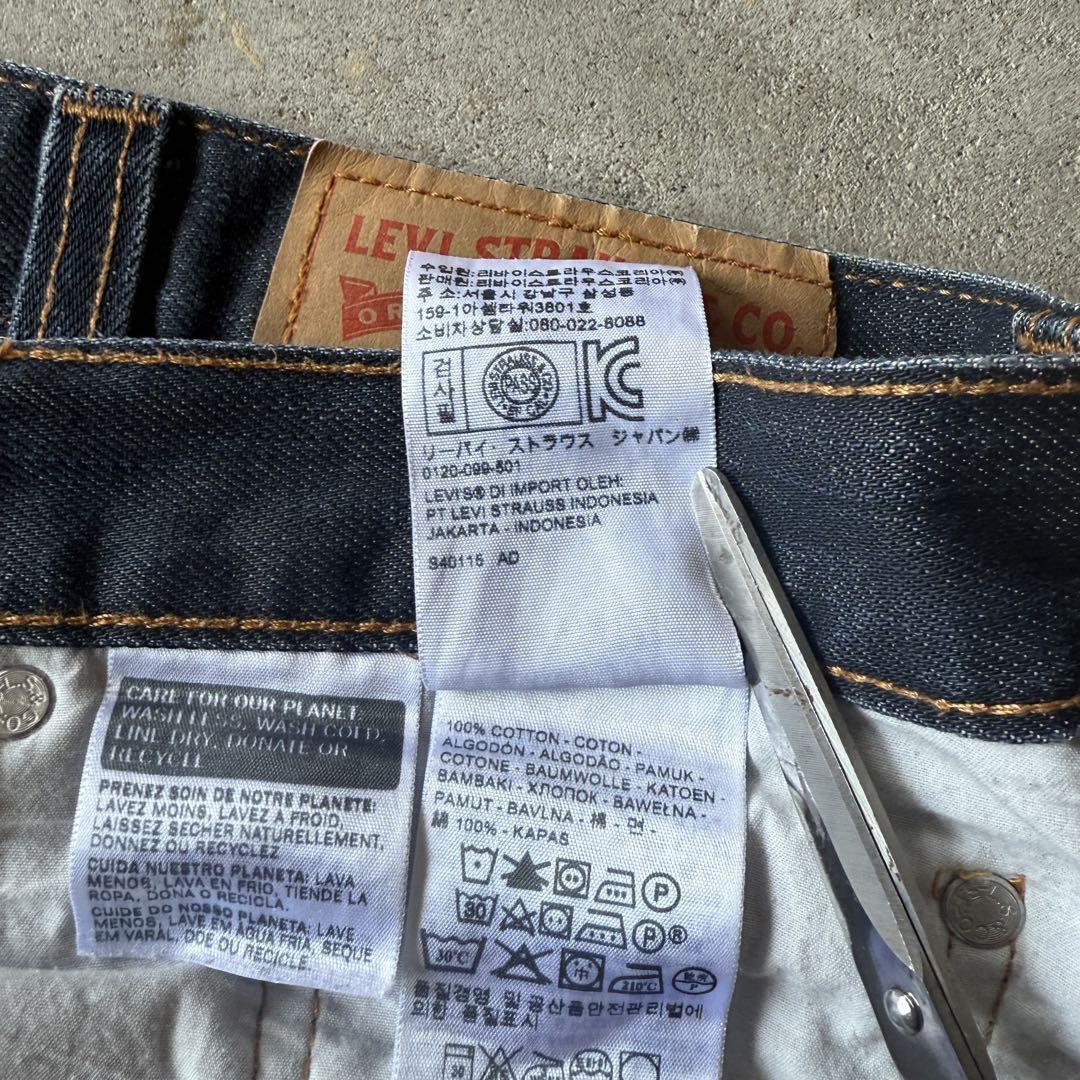 LEVI STRAU
CO.
OR
수입원:리바이스트라우스코리아(주)
판매원:리바이스트라우스코리아(주)
주 소:서울시 강남구 삼성동
159-1아셈타워3801호
소비자상담실:080-022-8088
검사필
PASS
KC
リーバイ・ストラウス ジャパン㈱
0120-099-501
LEVI'S® DI IMPORT OLEH:
PT LEVI STRAUSS INDONESIA
JAKARTA - INDONESIA
S40115 AD
CARE FOR OUR PLANET
WASH LESS, WASH COLD,
LINE DRY, DONATE OR
RECYCLE
PRENEZ SOIN DE NOTRE PLANETE:
LAVEZ MOINS, LAVEZ A FROID,
LAISSEZ SECHER NATURELLEMENT,
DONNEZ OU RECYCLEZ
CUIDA NUESTRO PLANETA: LAVA
MENOS, LAVA EN FRIO, TIENDE LA
ROPA, DONA O RECICLA.
CUIDE DO NOSSO PLANETA: LAVE
MENOS, LAVE EM AGUA FRIA, SEQUE
EM VARAL, DOE OU RECICLE.
100% COTTON - COTON -
ALGODÓN - ALGODÃO - PAMUK -
COTONE - BAUMWOLLE - KATOEN -
BAMBAKI - ХЛОПОК - BAWEŁNA -
PAMUT - BAVLNA - 棉 - 면 -
綿 100% - KAPAS
P
30
P ®
30°C
中
210°C
품질경영 및 공산품안전관리법에
의한 품질표시